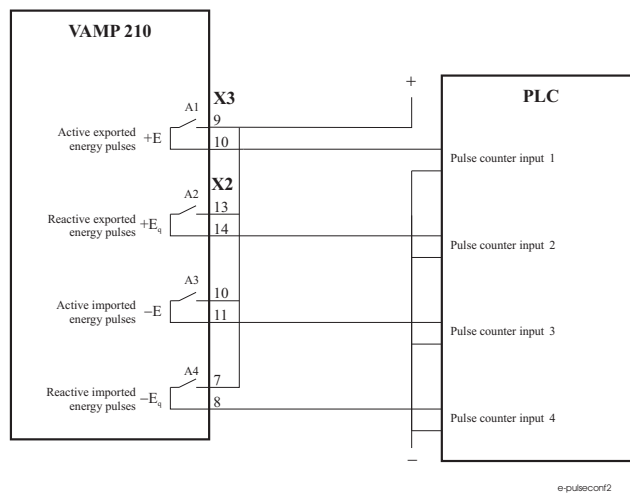 VAMP 210
X3
PLC
+
A1
9
Active exported
energy pulses
+E
10
Pulse counter input 1
X2
A2
13
Reactive exported
energy pulses
+Eq
14
Pulse counter input 2
A3
10
Active imported
energy pulses
−E
11
Pulse counter input 3
A4
7
Reactive imported
energy pulses
−Eq
8
Pulse counter input 4
−
e-pulseconf2